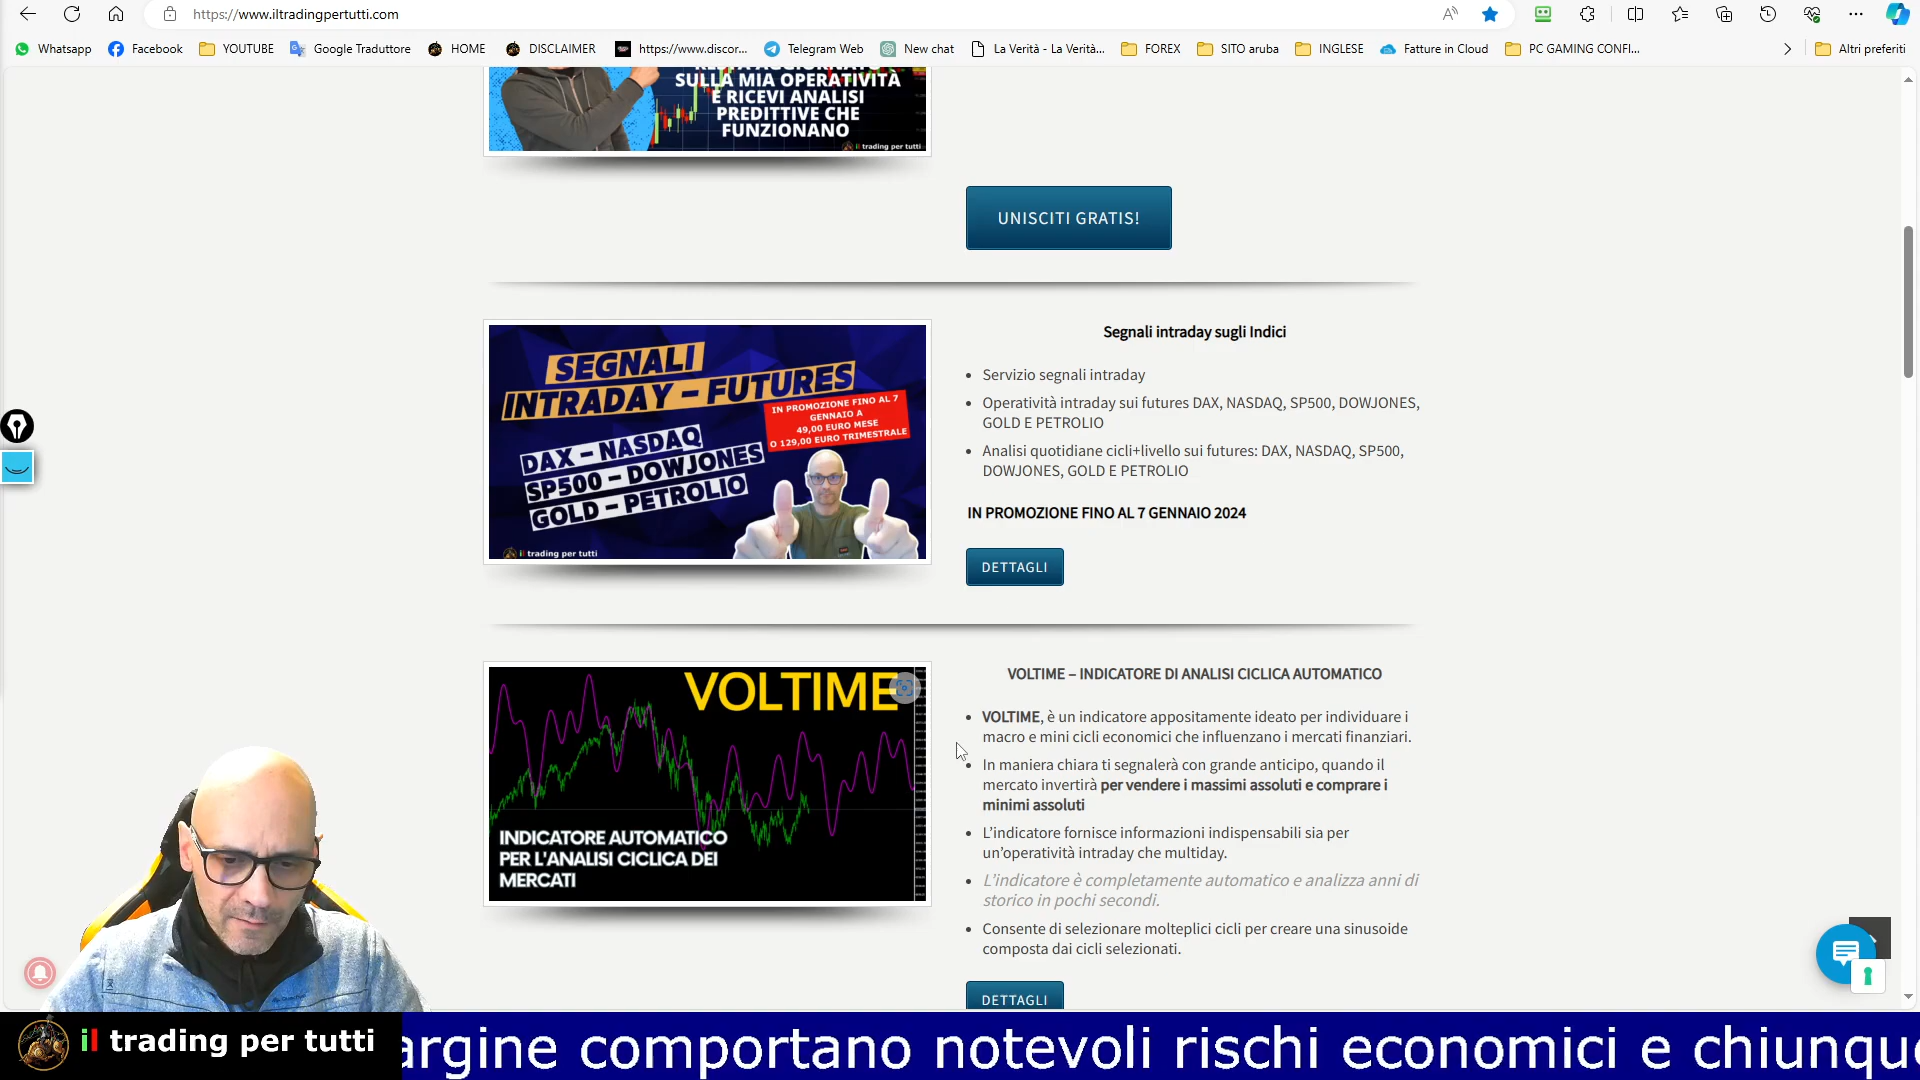 https://www.iltradingpertutti.com
Whatsapp
Facebook
YOUTUBE
Google Traduttore
HOME
DISCLAIMER
https://www.discor...
Telegram Web
New chat
La Verità - La Verità...
FOREX
SITO aruba
INGLESE
Fatture in Cloud
PC GAMING CONFI...
Altri preferiti
SULLA MIA OPERATIVITÀ
E RICEVI ANALISI
PREDITTIVE CHE
FUNZIONANO
il trading per tutti
UNISCITI GRATIS!
SEGNALI
INTRADAY – FUTURES
IN PROMOZIONE FINO AL 7
GENNAIO A
49,00 EURO MESE
O 129,00 EURO TRIMESTRALE
DAX – NASDAQ
SP500 – DOWJONES
GOLD – PETROLIO
il trading per tutti
Segnali intraday sugli Indici
Servizio segnali intraday
Operatività intraday sui futures DAX, NASDAQ, SP500, DOWJONES,
GOLD E PETROLIO
Analisi quotidiane cicli+livello sui futures: DAX, NASDAQ, SP500,
DOWJONES, GOLD E PETROLIO
IN PROMOZIONE FINO AL 7 GENNAIO 2024
DETTAGLI
VOLTIME
INDICATORE AUTOMATICO
PER L'ANALISI CICLICA DEI
MERCATI
VOLTIME – INDICATORE DI ANALISI CICLICA AUTOMATICO
VOLTIME, è un indicatore appositamente ideato per individuare i
macro e mini cicli economici che influenzano i mercati finanziari.
In maniera chiara ti segnalerà con grande anticipo, quando il
mercato invertirà per vendere i massimi assoluti e comprare i
minimi assoluti
L'indicatore fornisce informazioni indispensabili sia per
un'operatività intraday che multiday.
L'indicatore è completamente automatico e analizza anni di
storico in pochi secondi.
Consente di selezionare molteplici cicli per creare una sinusoide
composta dai cicli selezionati.
DETTAGLI
il trading per tutti
argine comportano notevoli rischi economici e chiunque